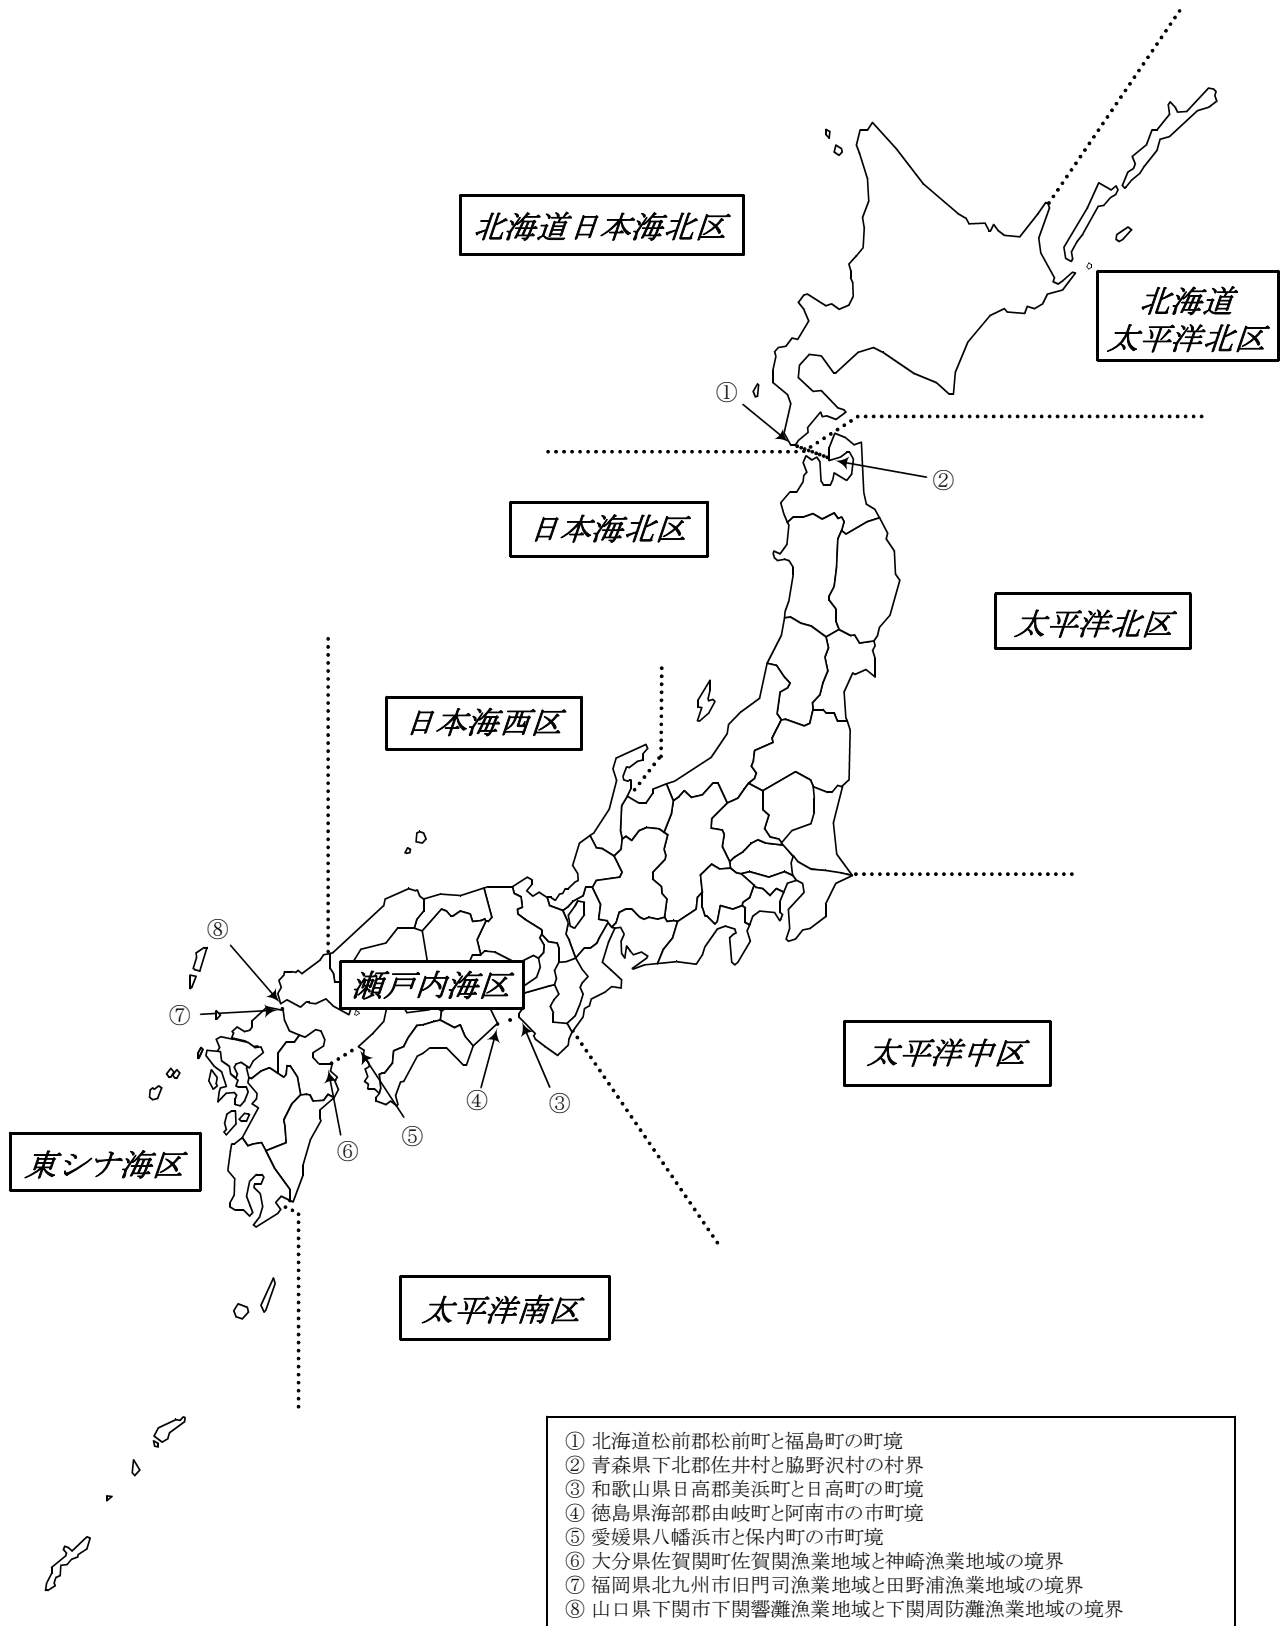 北海道日本海北区
北海道
太平洋北区
①
②
日本海北区
太平洋北区
日本海西区
⑧
瀬戸内海区
⑦
太平洋中区
④
③
⑤
⑥
東シナ海区
太平洋南区
① 北海道松前郡松前町と福島町の町境
② 青森県下北郡佐井村と脇野沢村の村界
③ 和歌山県日高郡美浜町と日高町の町境
④ 徳島県海部郡由岐町と阿南市の市町境
⑤ 愛媛県八幡浜市と保内町の市町境
⑥ 大分県佐賀関町佐賀関漁業地域と神崎漁業地域の境界
⑦ 福岡県北九州市旧門司漁業地域と田野浦漁業地域の境界
⑧ 山口県下関市下関響灘漁業地域と下関周防灘漁業地域の境界